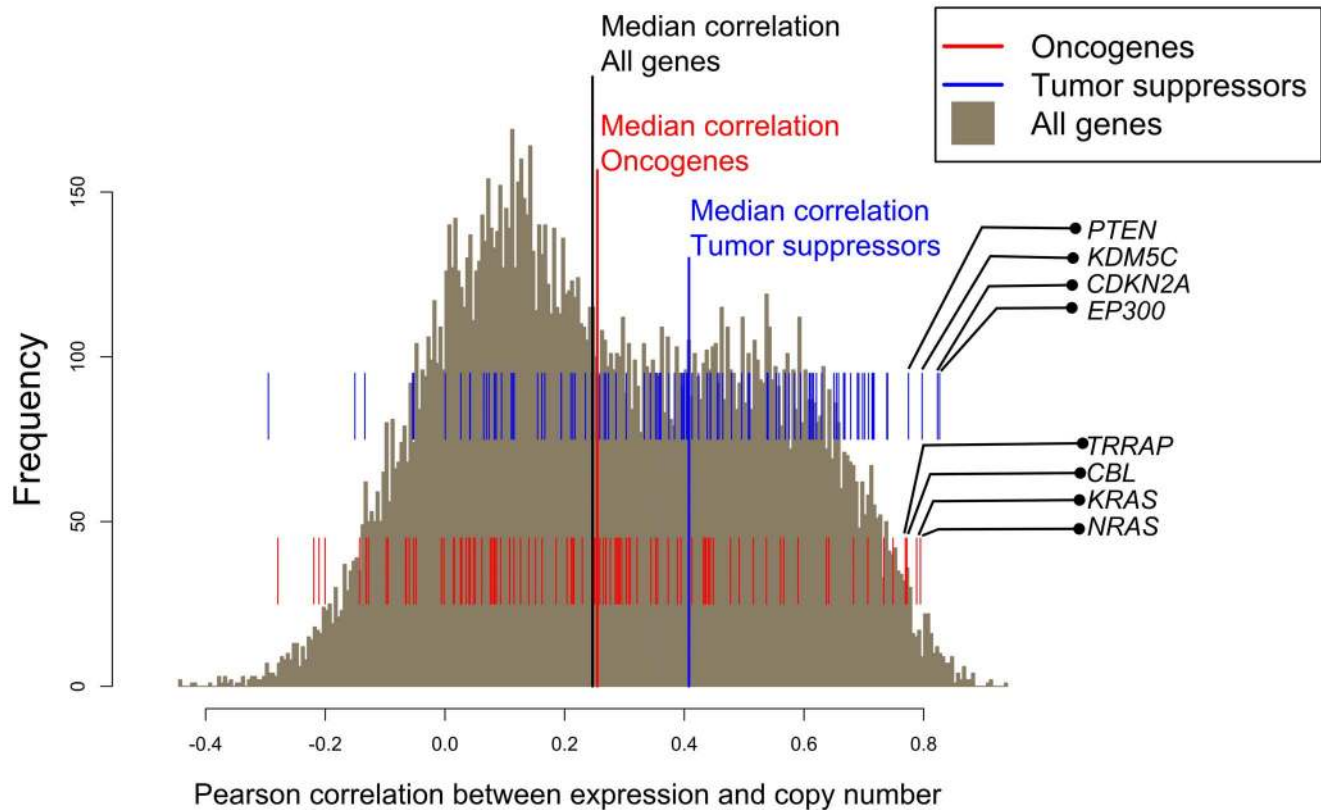 Median correlation
All genes
Oncogenes
Tumor suppressors
All genes
Median correlation
Oncogenes
Median correlation
Tumor suppressors
PTEN
KDM5C
CDKN2A
EP300
TRRAP
CBL
KRAS
NRAS
Frequency
150
100
50
0
-0.4 -0.2 0.0 0.2 0.4 0.6 0.8
Pearson correlation between expression and copy number